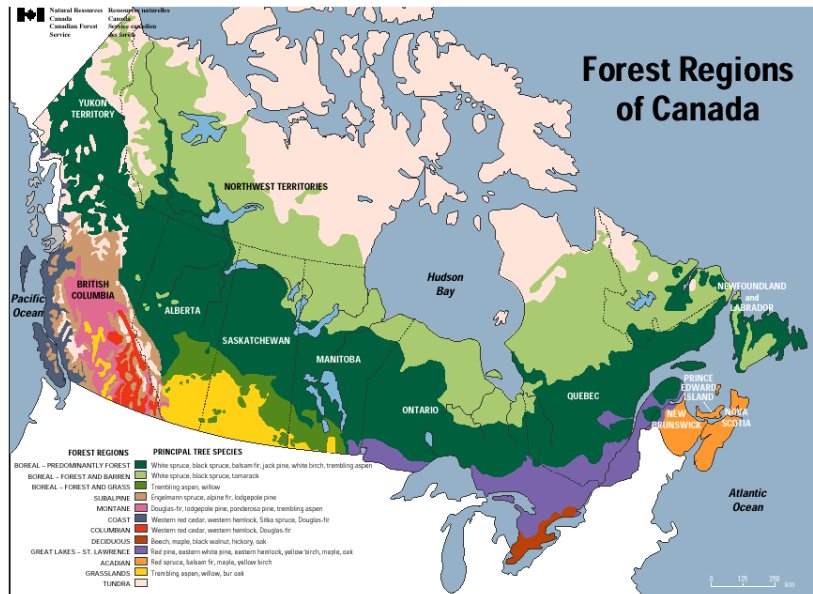 Natural Resources Ressources naturelles
Canada Canada
Canadian Forest Service canadien
Service des forêts
Forest Regions
of Canada
YUKON
TERRITORY
NORTHWEST TERRITORIES
Hudson
Bay
Pacific
Ocean
BRITISH
COLUMBIA
ALBERTA
SASKATCHEWAN
MANITOBA
ONTARIO
QUEBEC
NEWFOUNDLAND
and
LABRADOR
PRINCE
EDWARD
ISLAND
NEW
BRUNSWICK
NOVA
SCOTIA
Atlantic
Ocean
FOREST REGIONS PRINCIPAL TREE SPECIES
BOREAL – PREDOMINANTLY FOREST White spruce, black spruce, balsam fir, jack pine, white birch, trembling aspen
BOREAL – FOREST AND BARREN White spruce, black spruce, tamarack
BOREAL – FOREST AND GRASS Trembling aspen, willow
SUBALPINE Engelmann spruce, alpine fir, lodgepole pine
MONTANE Douglas-fir, lodgepole pine, ponderosa pine, trembling aspen
COAST Western red cedar, western hemlock, Sitka spruce, Douglas-fir
COLUMBIAN Western red cedar, western hemlock, Douglas-fir
DECIDUOUS Beech, maple, black walnut, hickory, oak
GREAT LAKES – ST. LAWRENCE Red pine, eastern white pine, eastern hemlock, yellow birch, maple, oak
ACADIAN Red spruce, balsam fir, maple, yellow birch
GRASSLANDS Trembling aspen, willow, bur oak
TUNDRA
0 125 250
km